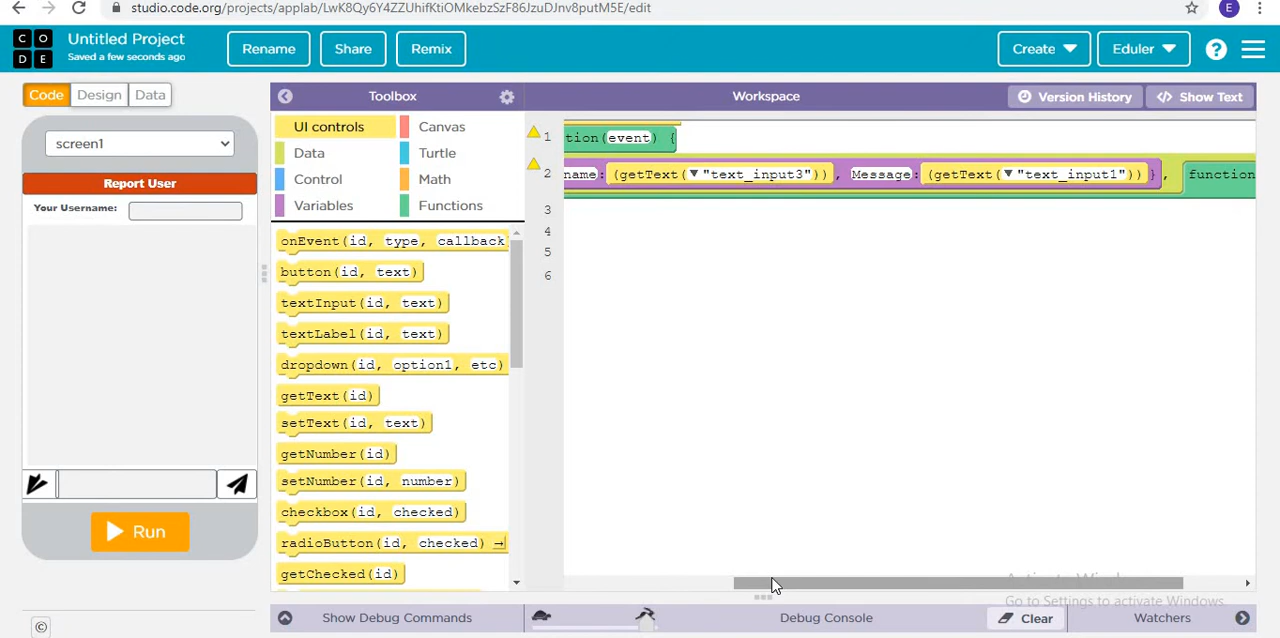 studio.code.org/projects/applab/LwK8Qy6Y4ZZUhifKtiOMkebzSzF86JzuDJnv8putM5E/edit
E
C O D E
Untitled Project
Saved a few seconds ago
Rename
Share
Remix
Create
Eduler
?
Code
Design
Data
Toolbox
Workspace
Version History
Show Text
screen1
Report User
Your Username:
Run
UI controls
Canvas
Data
Turtle
Control
Math
Variables
Functions
onEvent(id, type, callback
button(id, text)
textInput(id, text)
textLabel(id, text)
dropdown(id, option1, etc)
getText(id)
setText(id, text)
getNumber(id)
setNumber(id, number)
checkbox(id, checked)
radioButton(id, checked)
getChecked(id)
1 tion(event) {
2 name: (getText( "text_input3")), Message: (getText( "text_input1")) }, function
3
4
5
6
Go to Settings to activate Windows.
Show Debug Commands
Debug Console
Clear
Watchers
©